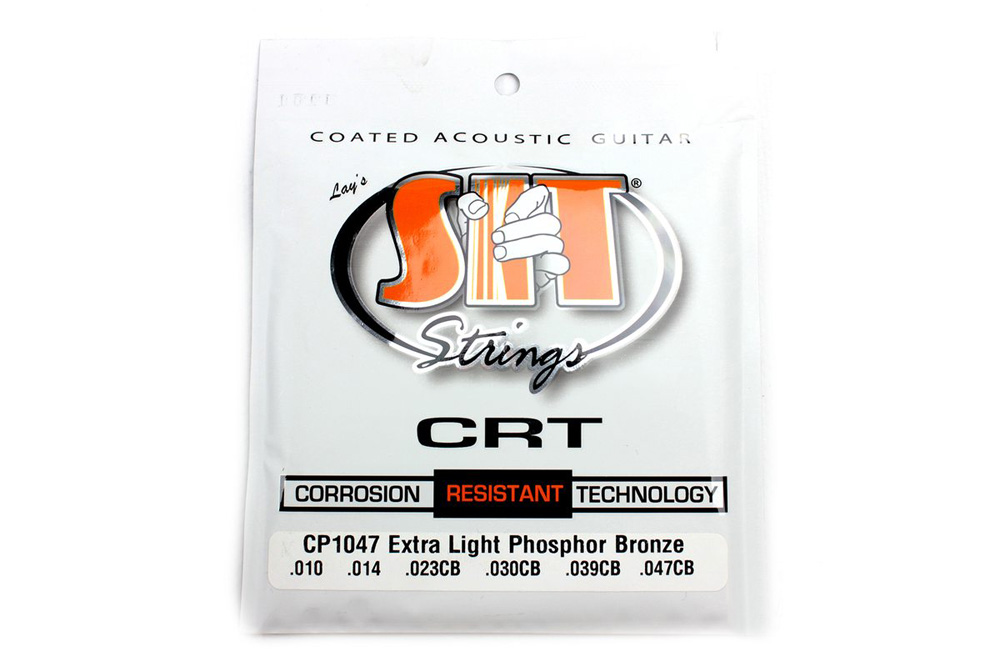 COATED ACOUSTIC GUITAR
Lay's
SIT®
Strings
CRT
CORROSION RESISTANT TECHNOLOGY
CP1047 Extra Light Phosphor Bronze
.010 .014 .023CB .030CB .039CB .047CB